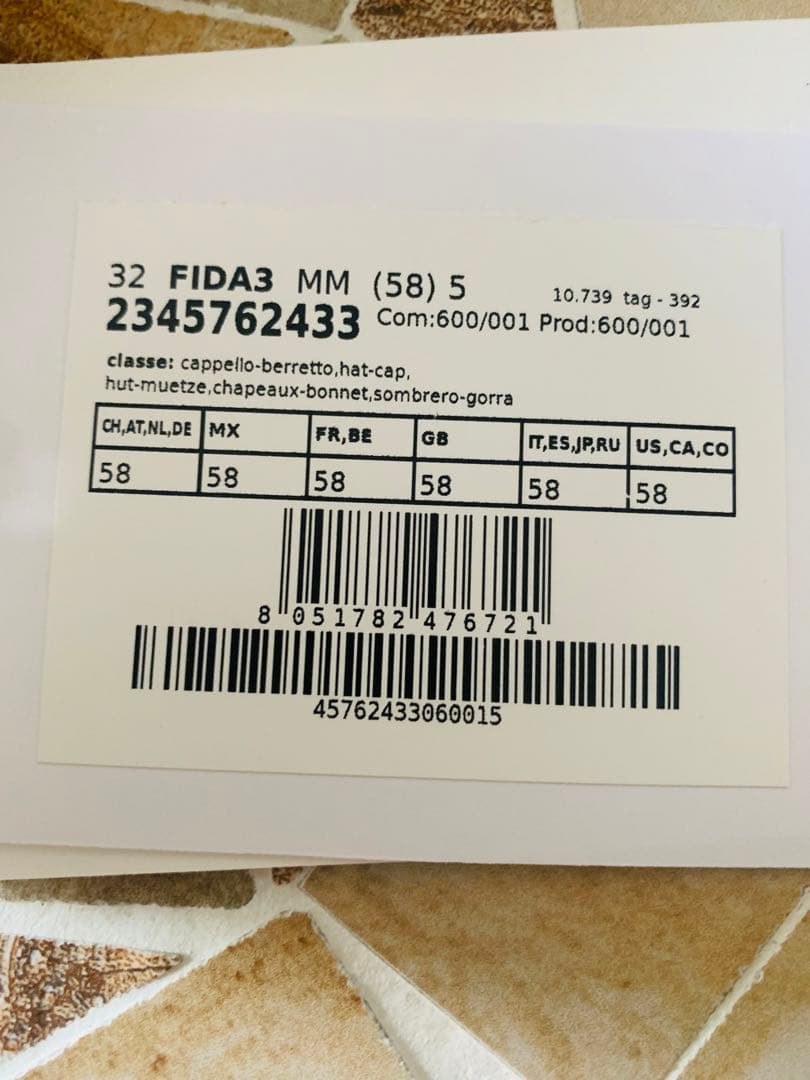 32 FIDA3 MM (58) 5 10.739 tag - 392
2345762433 Com:600/001 Prod:600/001
classe: cappello-berretto,hat-cap,
hut-muetze,chapeaux-bonnet,sombrero-gorra
CH,AT,NL,DE MX FR,BE GB IT,ES,JP,RU US,CA,CO
58 58 58 58 58 58
8 051782 476721
45762433060015